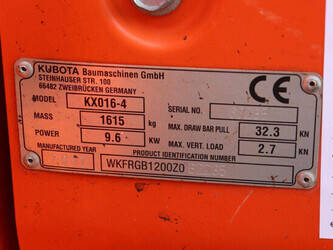 KUBOTA Baumaschinen GmbH
STEINHAUSER STR. 100
66482 ZWEIBRÜCKEN GERMANY
MODEL KX016-4 SERIAL NO.
MASS 1615 kg MAX. DRAW BAR PULL 32.3 KN
POWER 9.6 KW MAX. VERT. LOAD 2.7 KN
MANUFACTURED YEAR PRODUCT IDENTIFICATION NUMBER
WKFRGB1200Z0
CE